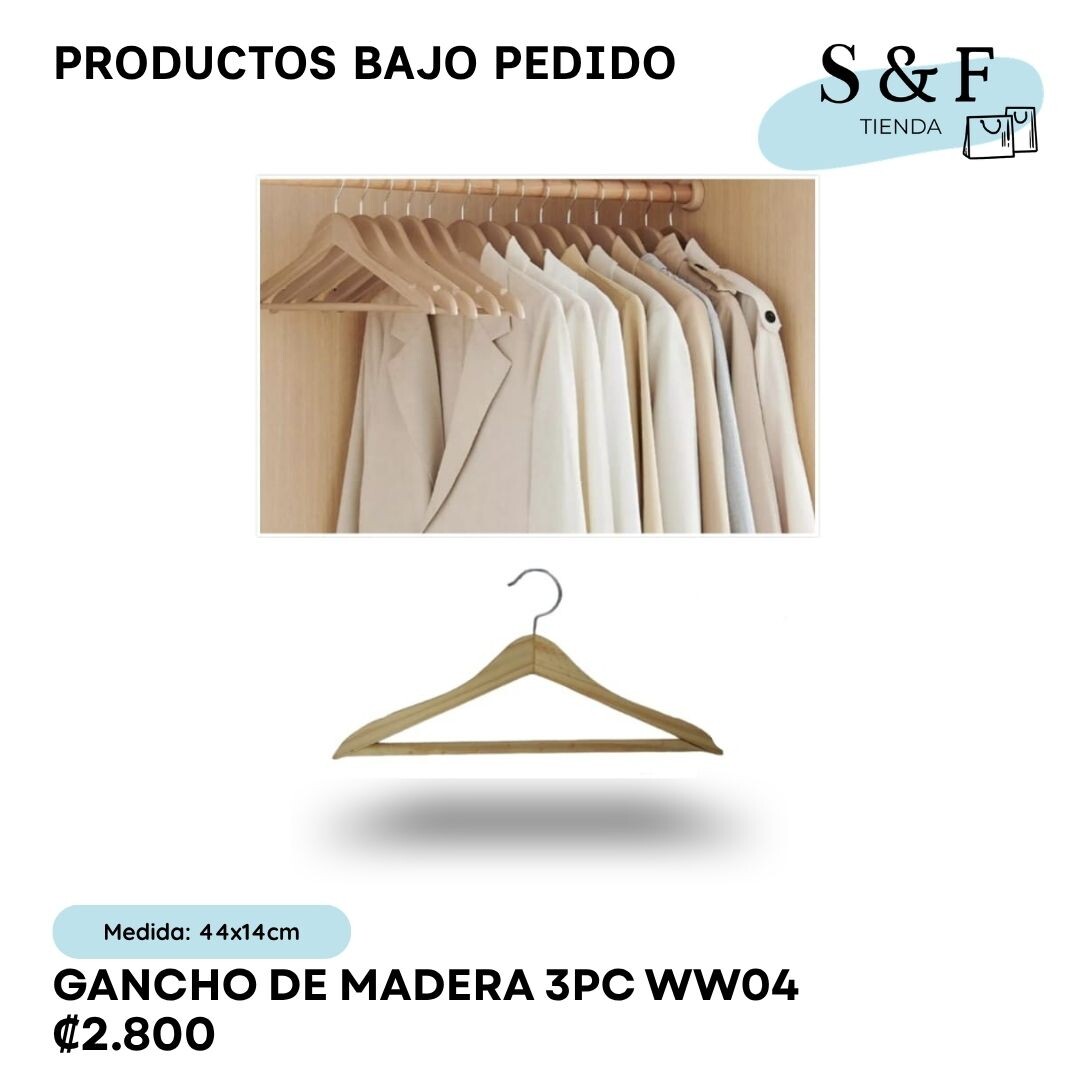 PRODUCTOS BAJO PEDIDO
S & F
TIENDA
Medida: 44x14cm
GANCHO DE MADERA 3PC WW04
₡2.800